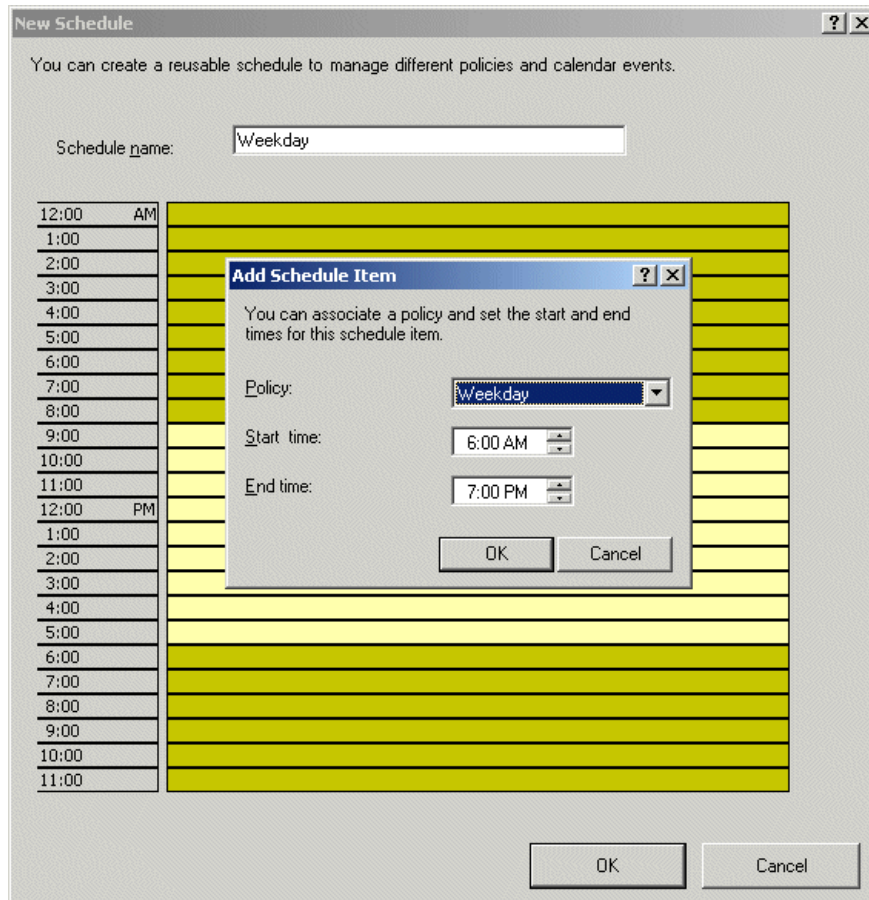 New Schedule
You can create a reusable schedule to manage different policies and calendar events.
Schedule name:
Weekday
12:00 AM
1:00
2:00
3:00
4:00
5:00
6:00
7:00
8:00
9:00
10:00
11:00
12:00 PM
1:00
2:00
3:00
4:00
5:00
6:00
7:00
8:00
9:00
10:00
11:00
Add Schedule Item
You can associate a policy and set the start and end
times for this schedule item.
Policy:
Weekday
Start time:
6:00 AM
End time:
7:00 PM
OK Cancel
OK Cancel